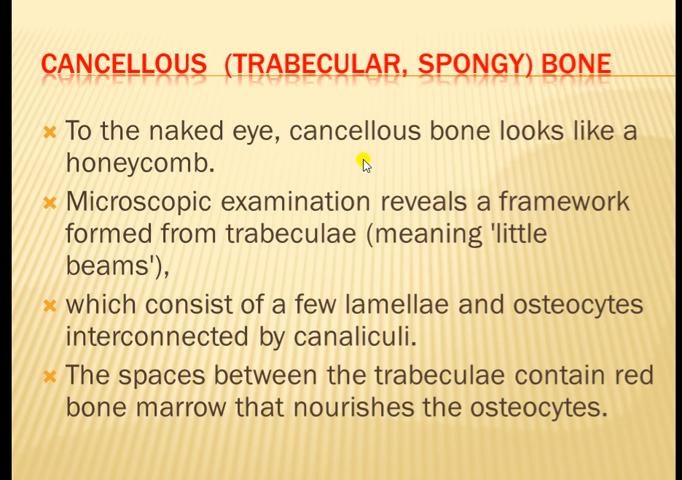 CANCELLOUS (TRABECULAR, SPONGY) BONE
To the naked eye, cancellous bone looks like a
honeycomb.
Microscopic examination reveals a framework
formed from trabeculae (meaning 'little
beams'),
which consist of a few lamellae and osteocytes
interconnected by canaliculi.
The spaces between the trabeculae contain red
bone marrow that nourishes the osteocytes.